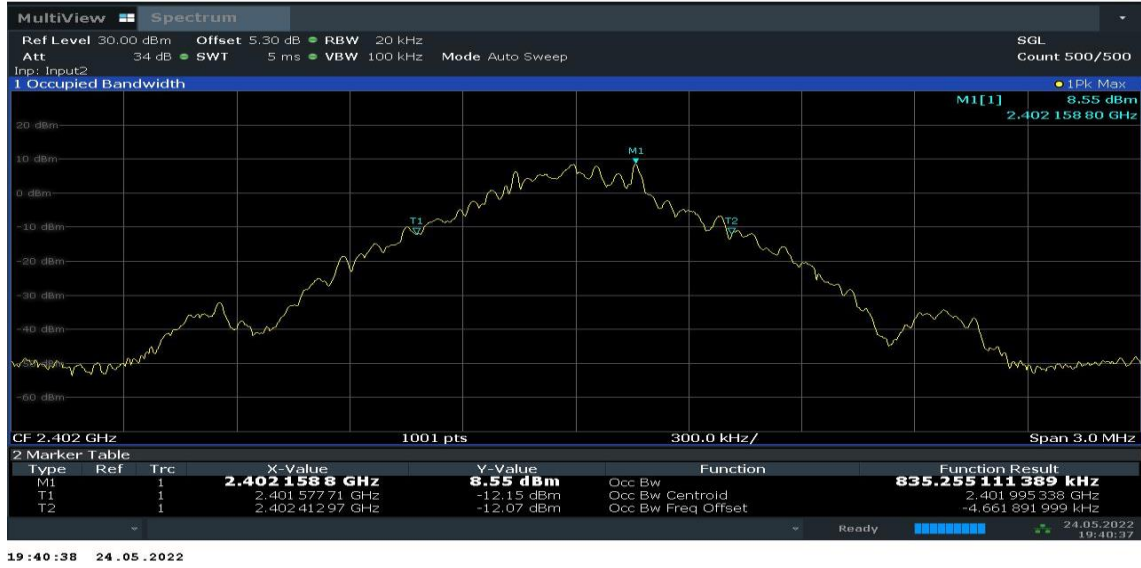 MultiView Spectrum
Ref Level 30.00 dBm Offset 5.30 dB RBW 20 kHz SGL
Att 34 dB SWT 5 ms VBW 100 kHz Mode Auto Sweep Count 500/500
Inp: Input2
1 Occupied Bandwidth 1Pk Max
M1[1] 8.55 dBm
2.402 158 80 GHz
20 dBm
M1
10 dBm
0 dBm
T1 T2
-10 dBm
-20 dBm
-30 dBm
-40 dBm
-60 dBm
CF 2.402 GHz 1001 pts 300.0 kHz/ Span 3.0 MHz
2 Marker Table
Type Ref Trc X-Value Y-Value Function Function Result
M1 1 2.402 158 8 GHz 8.55 dBm Occ Bw 835.255 111 389 kHz
T1 1 2.401 577 71 GHz -12.15 dBm Occ Bw Centroid 2.401 995 338 GHz
T2 1 2.402 412 97 GHz -12.07 dBm Occ Bw Freq Offset -4.661 891 999 kHz
Ready 24.05.2022
19:40:37
19:40:38 24.05.2022